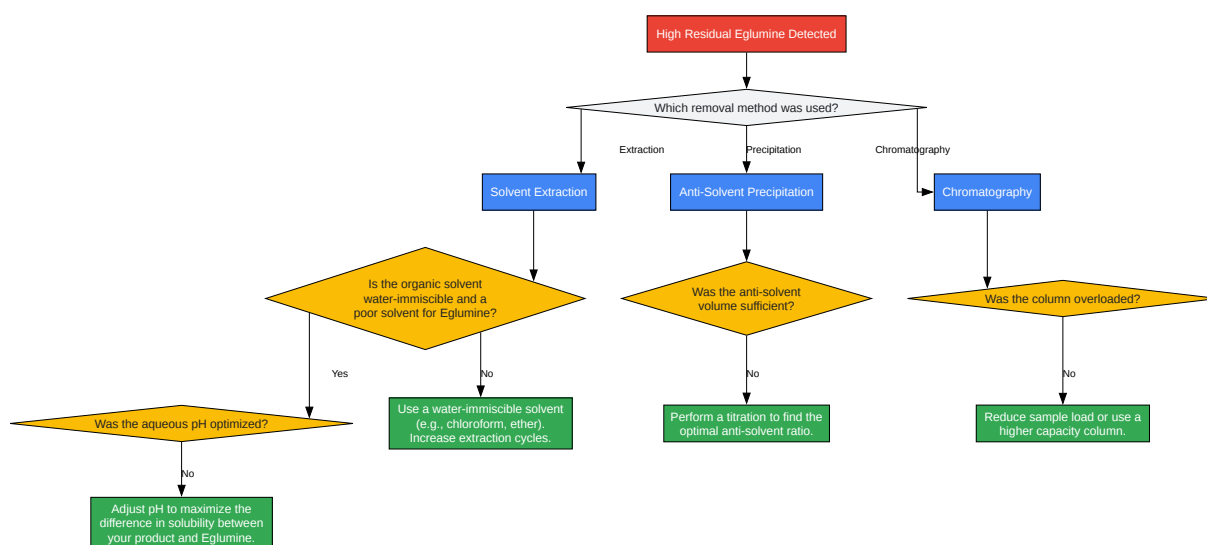 High Residual Eglumine Detected
Which removal method was used?
Extraction
Precipitation
Chromatography
Solvent Extraction
Anti-Solvent Precipitation
Chromatography
Is the organic solvent
water-immiscible and a
poor solvent for Eglumine?
Was the anti-solvent
volume sufficient?
Was the column overloaded?
Yes
No
No
No
Was the aqueous pH optimized?
Use a water-immiscible solvent
(e.g., chloroform, ether).
Increase extraction cycles.
Perform a titration to find the
optimal anti-solvent ratio.
Reduce sample load or use a
higher capacity column.
No
Adjust pH to maximize the
difference in solubility between
your product and Eglumine.